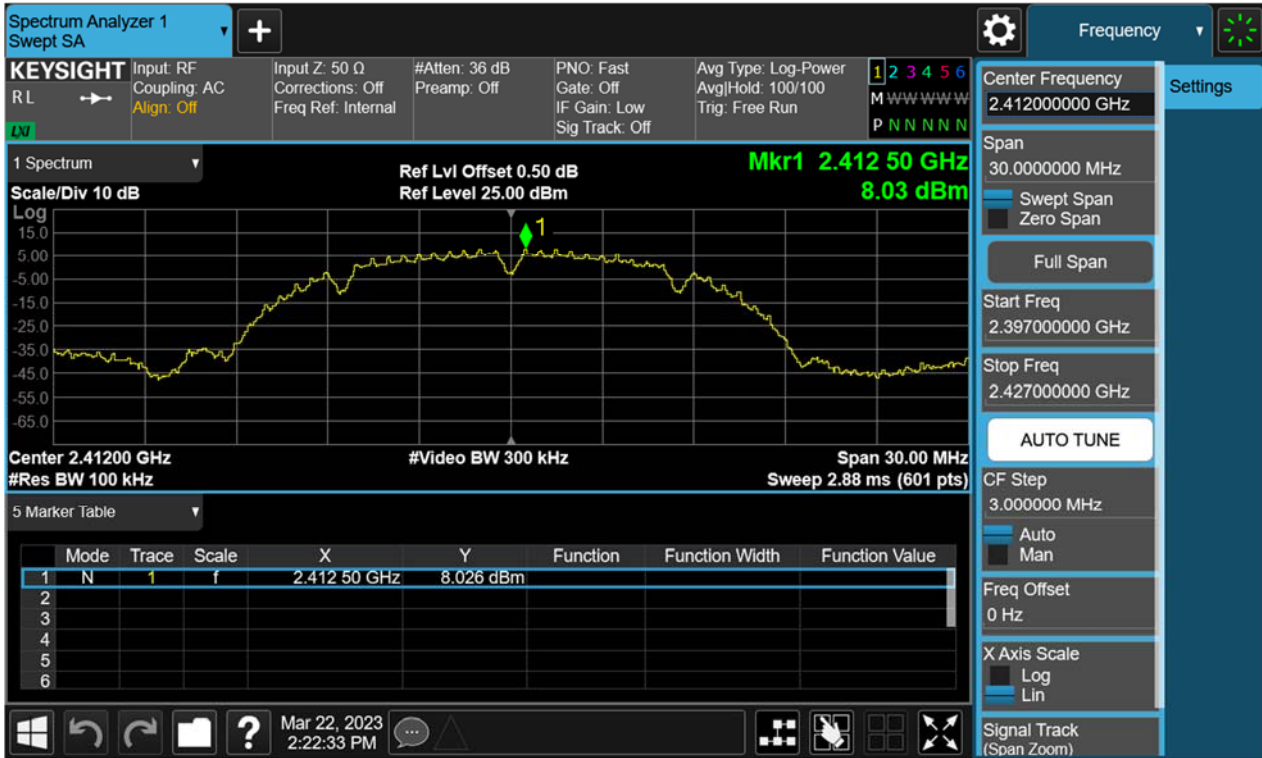 Spectrum Analyzer 1
Swept SA
+
Frequency
KEYSIGHT
RL
LXI
Input: RF
Coupling: AC
Align: Off
Input Z: 50 Ω
Corrections: Off
Freq Ref: Internal
#Atten: 36 dB
Preamp: Off
PNO: Fast
Gate: Off
IF Gain: Low
Sig Track: Off
Avg Type: Log-Power
Avg|Hold: 100/100
Trig: Free Run
1 2 3 4 5 6
M W W W W W
P N N N N N
1 Spectrum
Scale/Div 10 dB
Ref Lvl Offset 0.50 dB
Ref Level 25.00 dBm
Mkr1 2.412 50 GHz
8.03 dBm
Log
15.0
5.00
-5.00
-15.0
-25.0
-35.0
-45.0
-55.0
-65.0
1
Center 2.41200 GHz
#Video BW 300 kHz
Span 30.00 MHz
#Res BW 100 kHz
Sweep 2.88 ms (601 pts)
5 Marker Table
Mode Trace Scale X Y Function Function Width Function Value
1 N 1 f 2.412 50 GHz 8.026 dBm
2
3
4
5
6
?
Mar 22, 2023
2:22:33 PM
Center Frequency
2.412000000 GHz
Settings
Span
30.0000000 MHz
Swept Span
Zero Span
Full Span
Start Freq
2.397000000 GHz
Stop Freq
2.427000000 GHz
AUTO TUNE
CF Step
3.000000 MHz
Auto
Man
Freq Offset
0 Hz
X Axis Scale
Log
Lin
Signal Track
(Span Zoom)